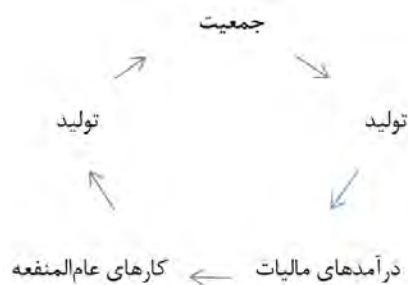 جمعیت
تولید
تولید
درآمدهای مالیات
کارهای عام‌المنفعه